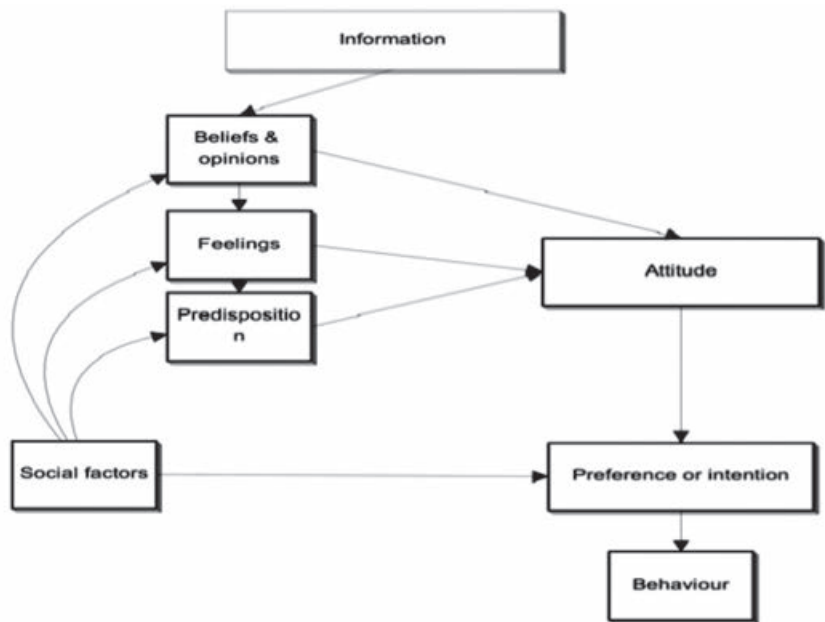 Information
Beliefs &
opinions
Feelings
Attitude
Predispositio
n
Social factors
Preference or intention
Behaviour